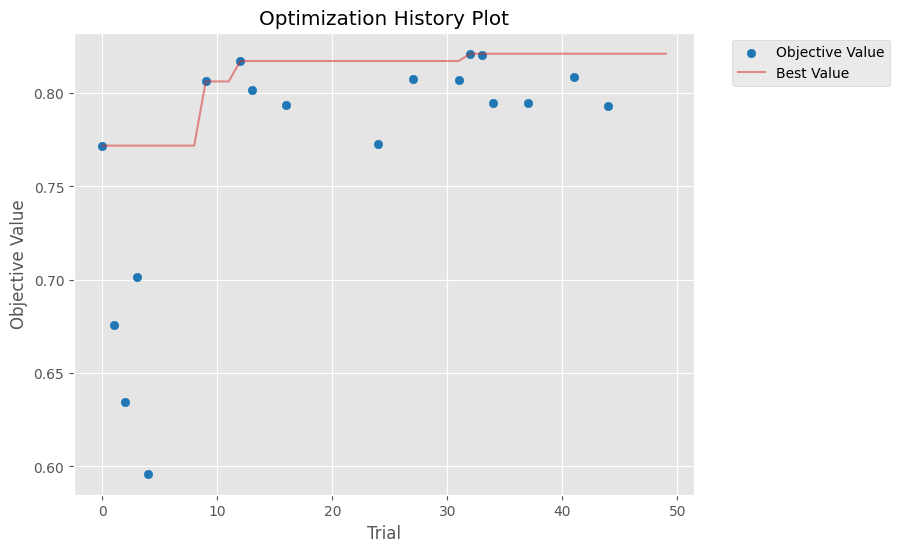 Optimization History Plot
Objective Value
Best Value
Objective Value
0.80
0.75
0.70
0.65
0.60
0
10
20
30
40
50
Trial